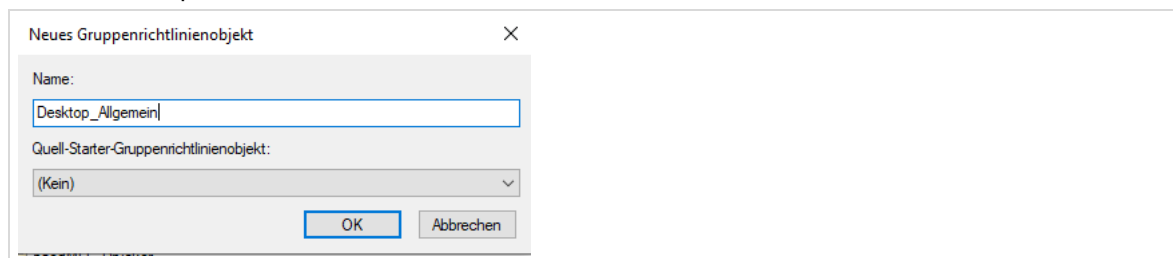 Neues Gruppenrichtlinienobjekt
Name:
Desktop_Allgemein
Quell-Starter-Gruppenrichtlinienobjekt:
(Kein)
OK Abbrechen